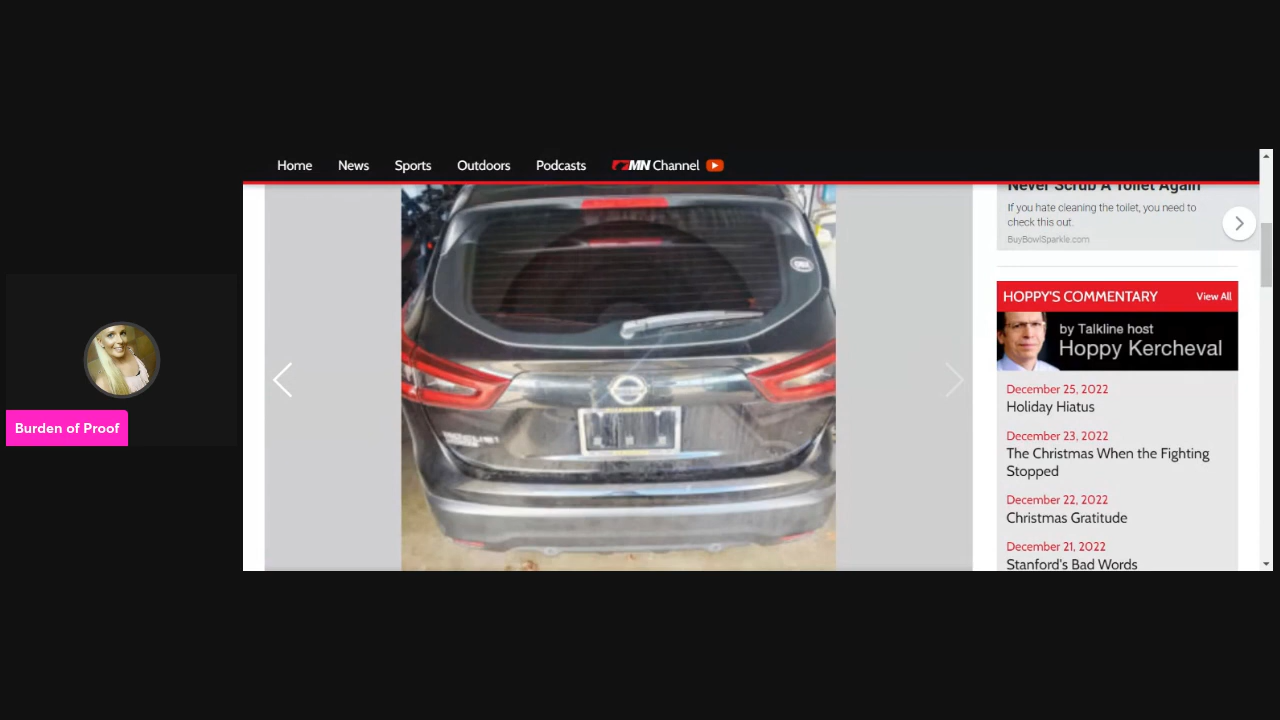 Home News Sports Outdoors Podcasts MN Channel
Never Scrub A Toilet Again
If you hate cleaning the toilet, you need to
check this out.
BuyBowlSparkle.com
HOPPY'S COMMENTARY View All
by Talkline host
Hoppy Kercheval
December 25, 2022
Holiday Hiatus
December 23, 2022
The Christmas When the Fighting
Stopped
December 22, 2022
Christmas Gratitude
December 21, 2022
Stanford's Bad Words
Burden of Proof